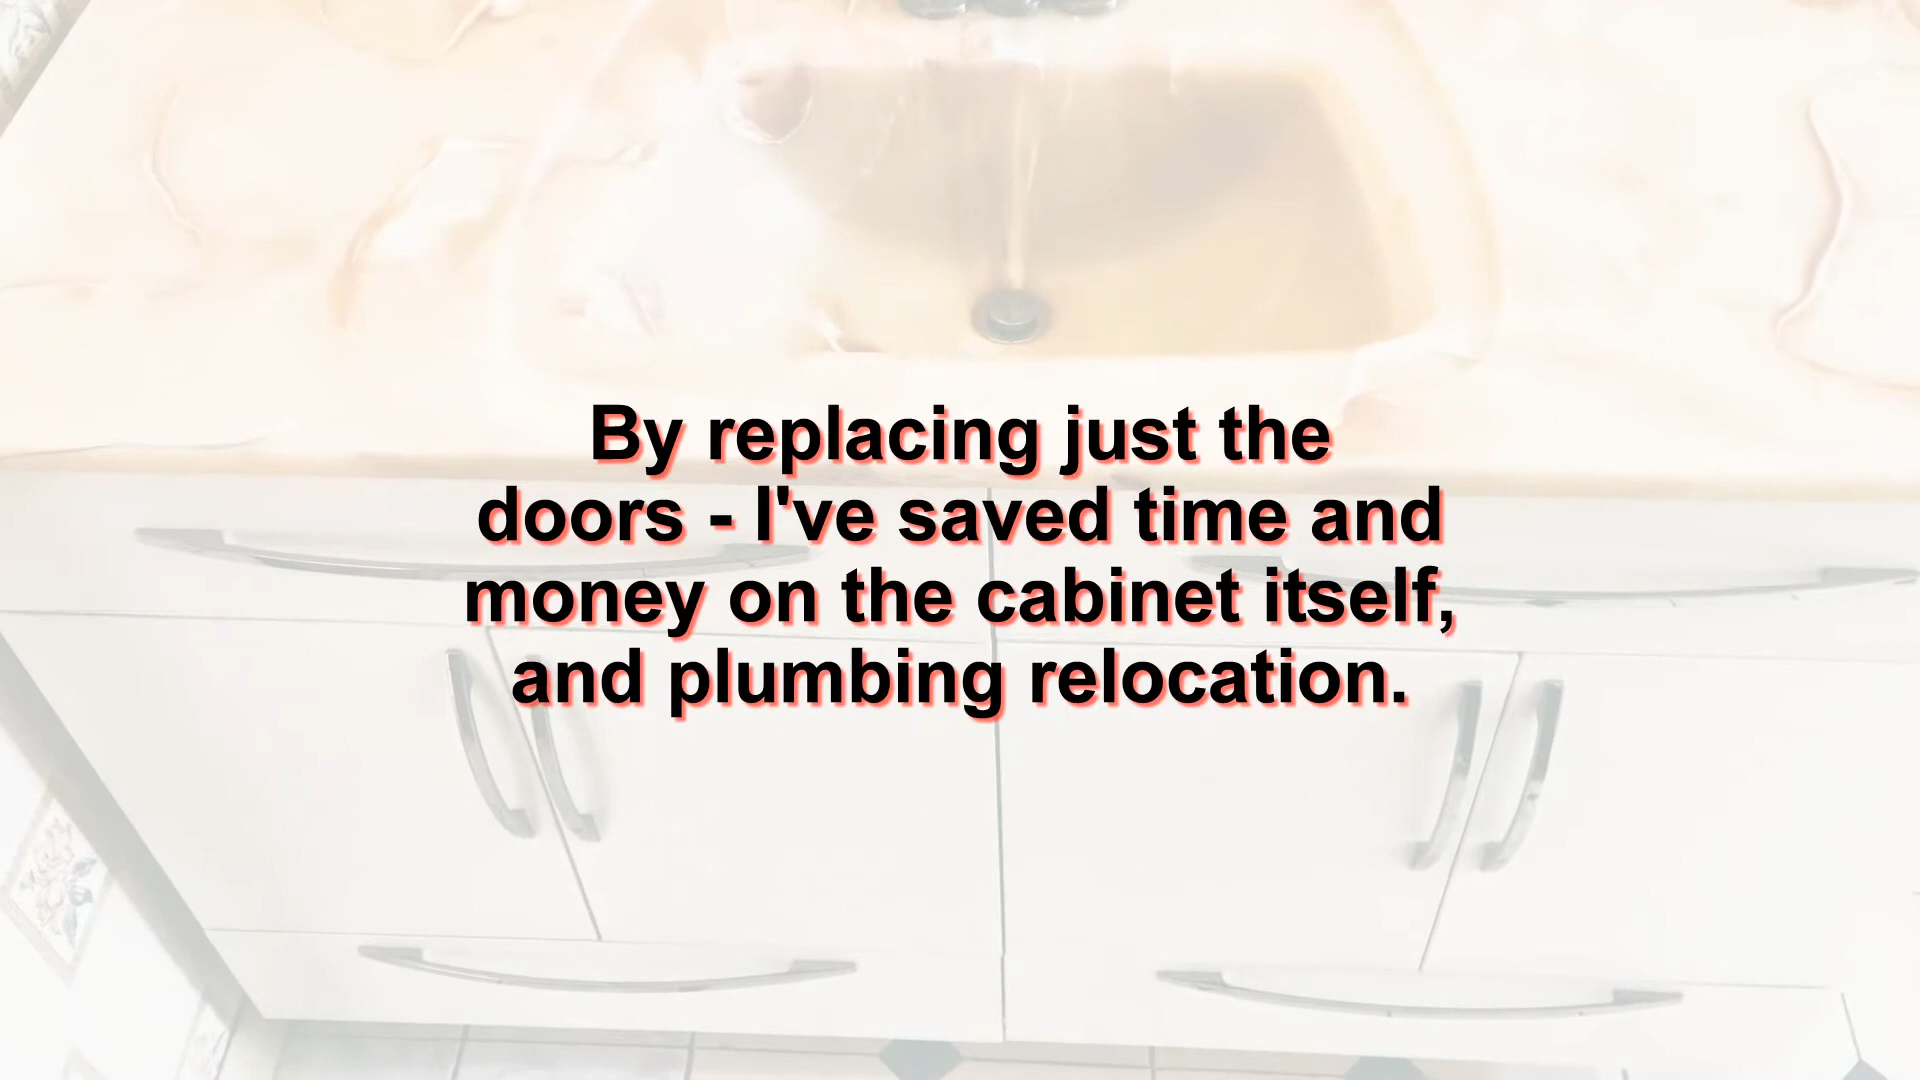 By replacing just the
doors - I've saved time and
money on the cabinet itself,
and plumbing relocation.